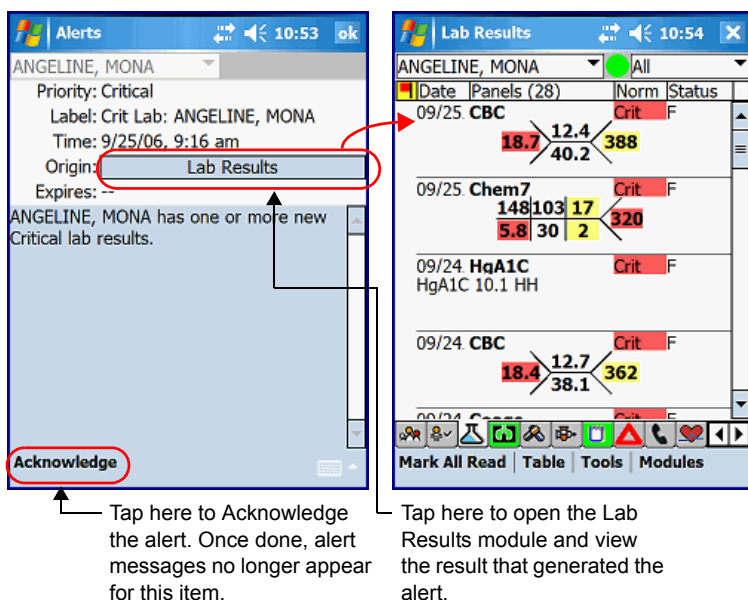 Alerts 10:53 ok
ANGELINE, MONA
Priority: Critical
Label: Crit Lab: ANGELINE, MONA
Time: 9/25/06, 9:16 am
Origin: Lab Results
Expires: --
ANGELINE, MONA has one or more new
Critical lab results.
Acknowledge
Tap here to Acknowledge
the alert. Once done, alert
messages no longer appear
for this item.
Lab Results 10:54
ANGELINE, MONA All
Date Panels (28) Norm Status
09/25 CBC Crit F
12.4
18.7 388
40.2
09/25 Chem7 Crit F
148 103 17
320
5.8 30 2
09/24 HgA1C Crit F
HgA1C 10.1 HH
09/24 CBC Crit F
12.7
18.4 362
38.1
Mark All Read Table Tools Modules
Tap here to open the Lab
Results module and view
the result that generated the
alert.